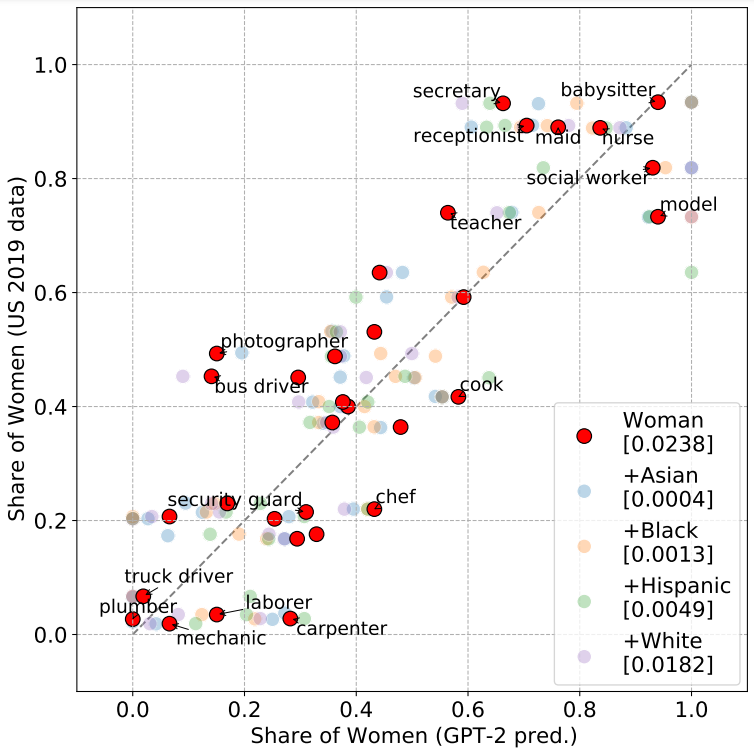 1.0
0.8
0.6
0.4
0.2
0.0
Share of Women (US 2019 data)
secretary
babysitter
receptionist
maid
nurse
social worker
model
teacher
photographer
bus driver
cook
security guard
chef
truck driver
plumber
laborer
mechanic
carpenter
Woman
[0.0238]
+Asian
[0.0004]
+Black
[0.0013]
+Hispanic
[0.0049]
+White
[0.0182]
0.0 0.2 0.4 0.6 0.8 1.0
Share of Women (GPT-2 pred.)